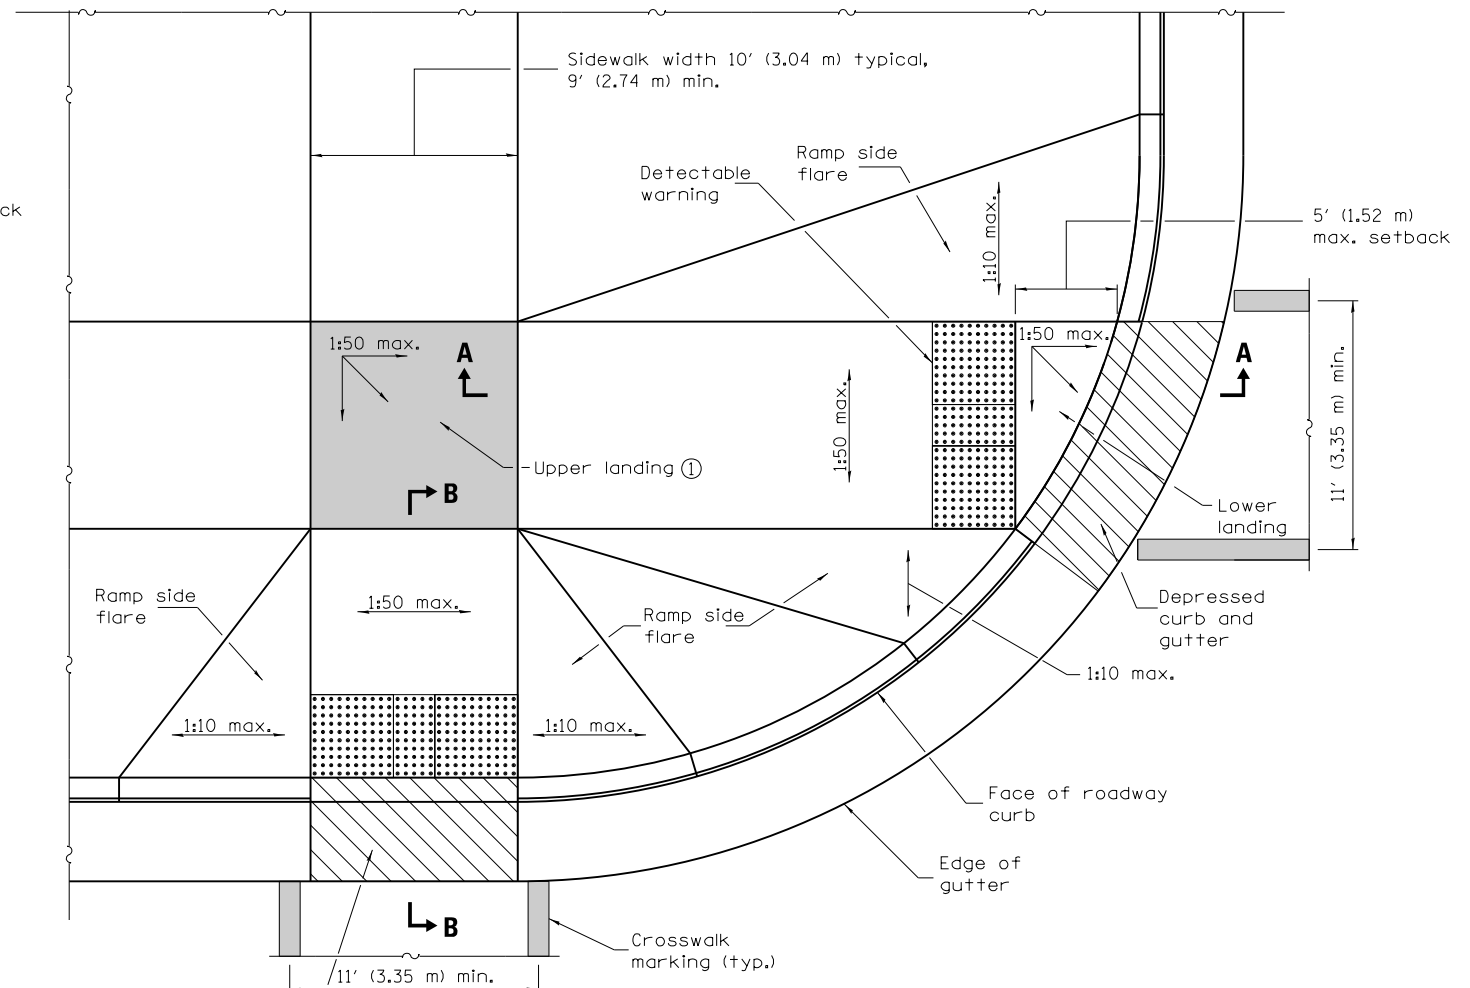 Sidewalk width 10' (3.04 m) typical,
9' (2.74 m) min.
Ramp side
flare
Detectable
warning
ck
1:10 max.
5' (1.52 m)
max. setback
1:50 max.
A
1:50 max.
A
1:50 max.
11' (3.35 m) min.
Upper landing ①
B
Lower
landing
Ramp side
flare
1:50 max.
Ramp side
flare
Depressed
curb and
gutter
1:10 max.
1:10 max.
1:10 max.
Face of roadway
curb
Edge of
gutter
B
Crosswalk
marking (typ.)
11' (3.35 m) min.